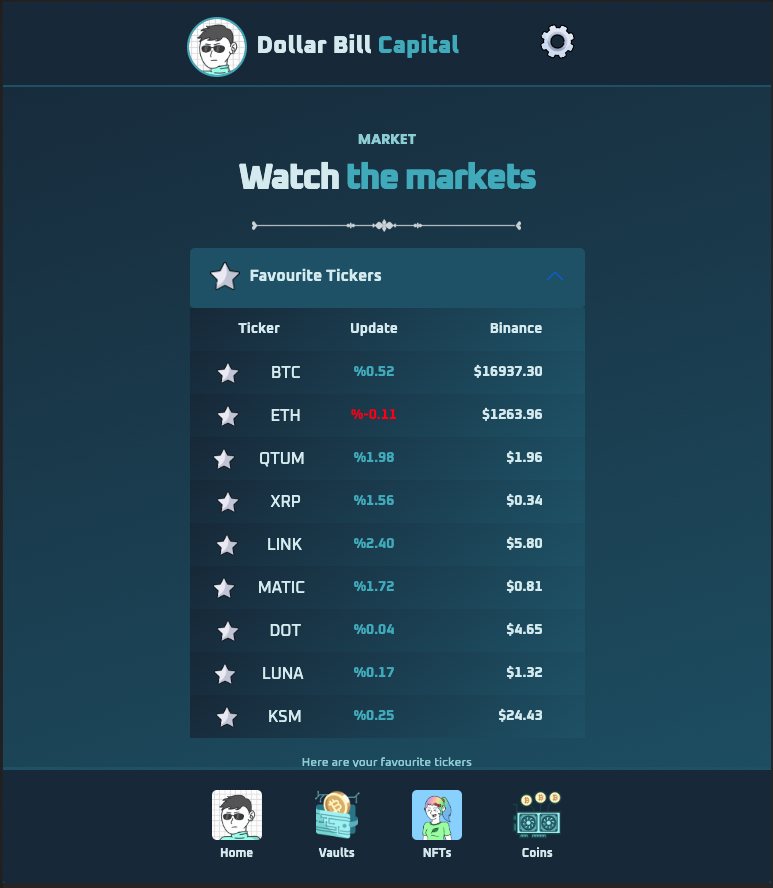 Dollar Bill Capital
MARKET
Watch the markets
Favourite Tickers
Ticker Update Binance
BTC %0.52 $16937.30
ETH %-0.11 $1263.96
QTUM %1.98 $1.96
XRP %1.56 $0.34
LINK %2.40 $5.80
MATIC %1.72 $0.81
DOT %0.04 $4.65
LUNA %0.17 $1.32
KSM %0.25 $24.43
Here are your favourite tickers
Home Vaults NFTs Coins